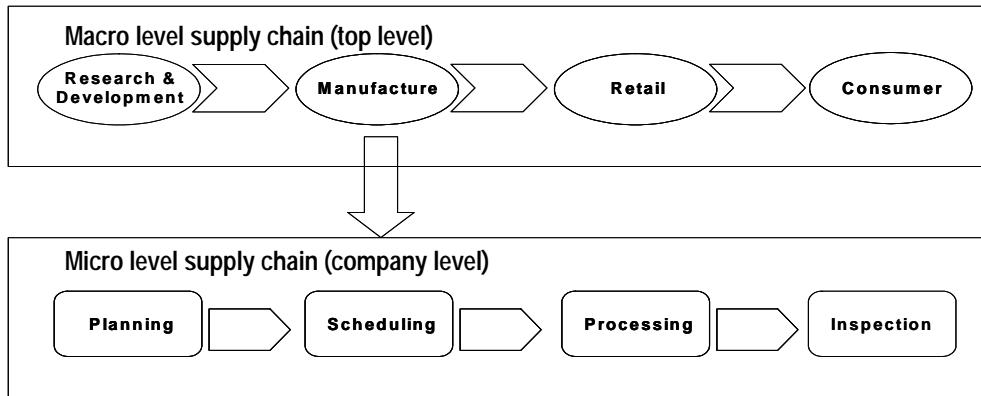 Macro level supply chain (top level)
Research &
Development
Manufacture
Retail
Consumer
Micro level supply chain (company level)
Planning
Scheduling
Processing
Inspection